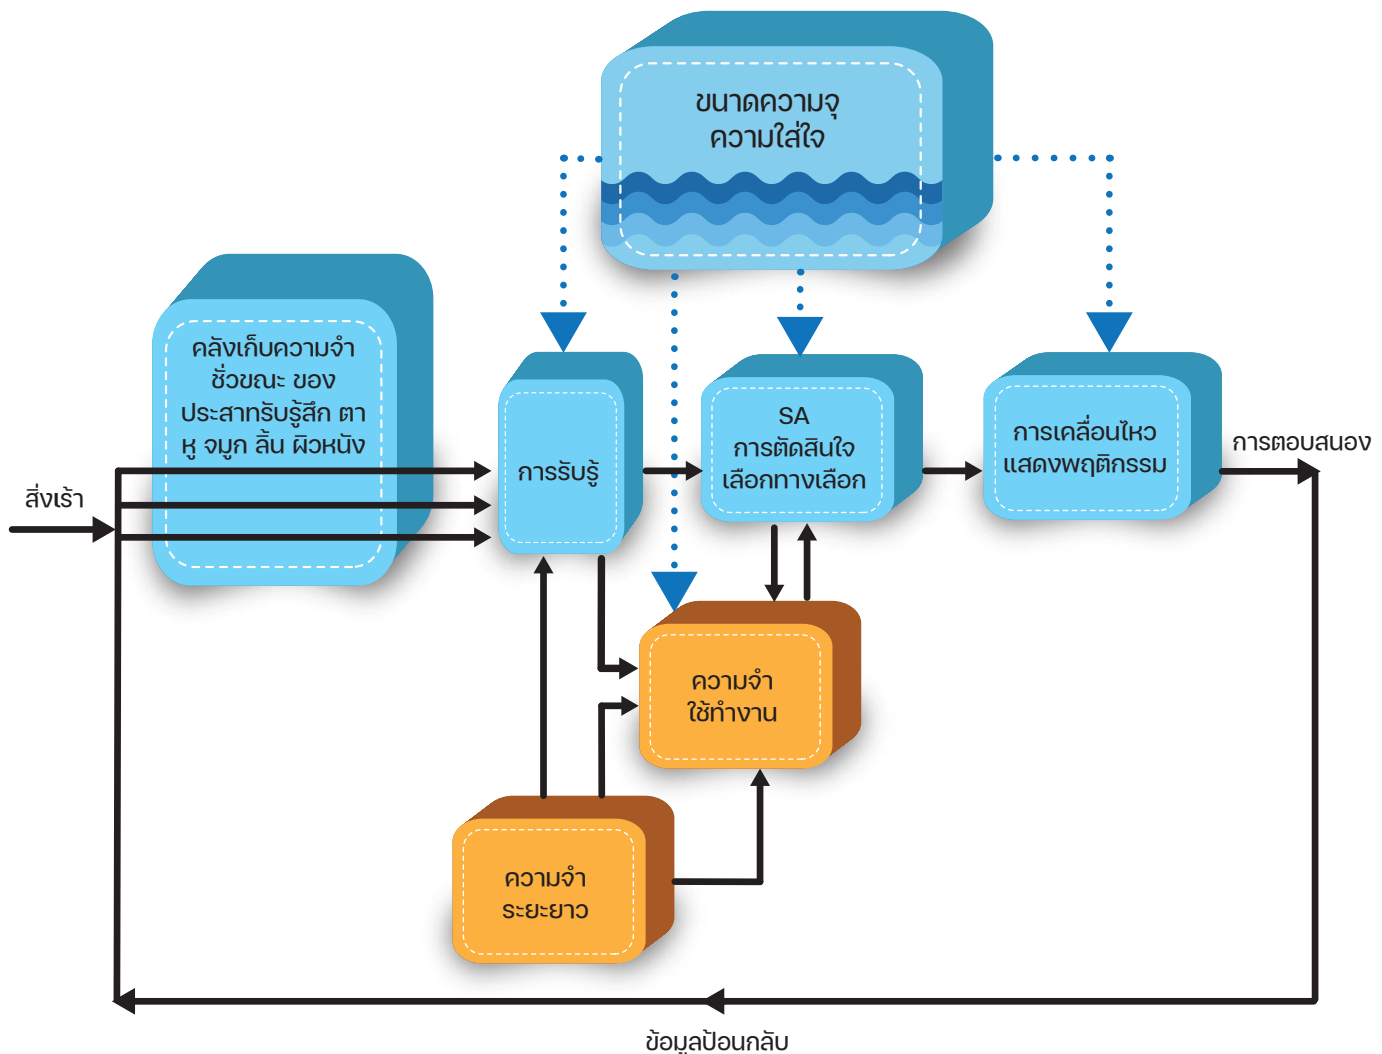 ขนาดความจุ
ความใส่ใจ
คลังเก็บความจำ
ชั่วขณะ ของ
ประสาทรับรู้สึก ตา
หู จมูก ลิ้น ผิวหนัง
สิ่งเร้า
การรับรู้
SA
การตัดสินใจ
เลือกทางเลือก
การเคลื่อนไหว
แสดงพฤติกรรม
การตอบสนอง
ความจำ
ใช้ทำงาน
ความจำ
ระยะยาว
ข้อมูลป้อนกลับ